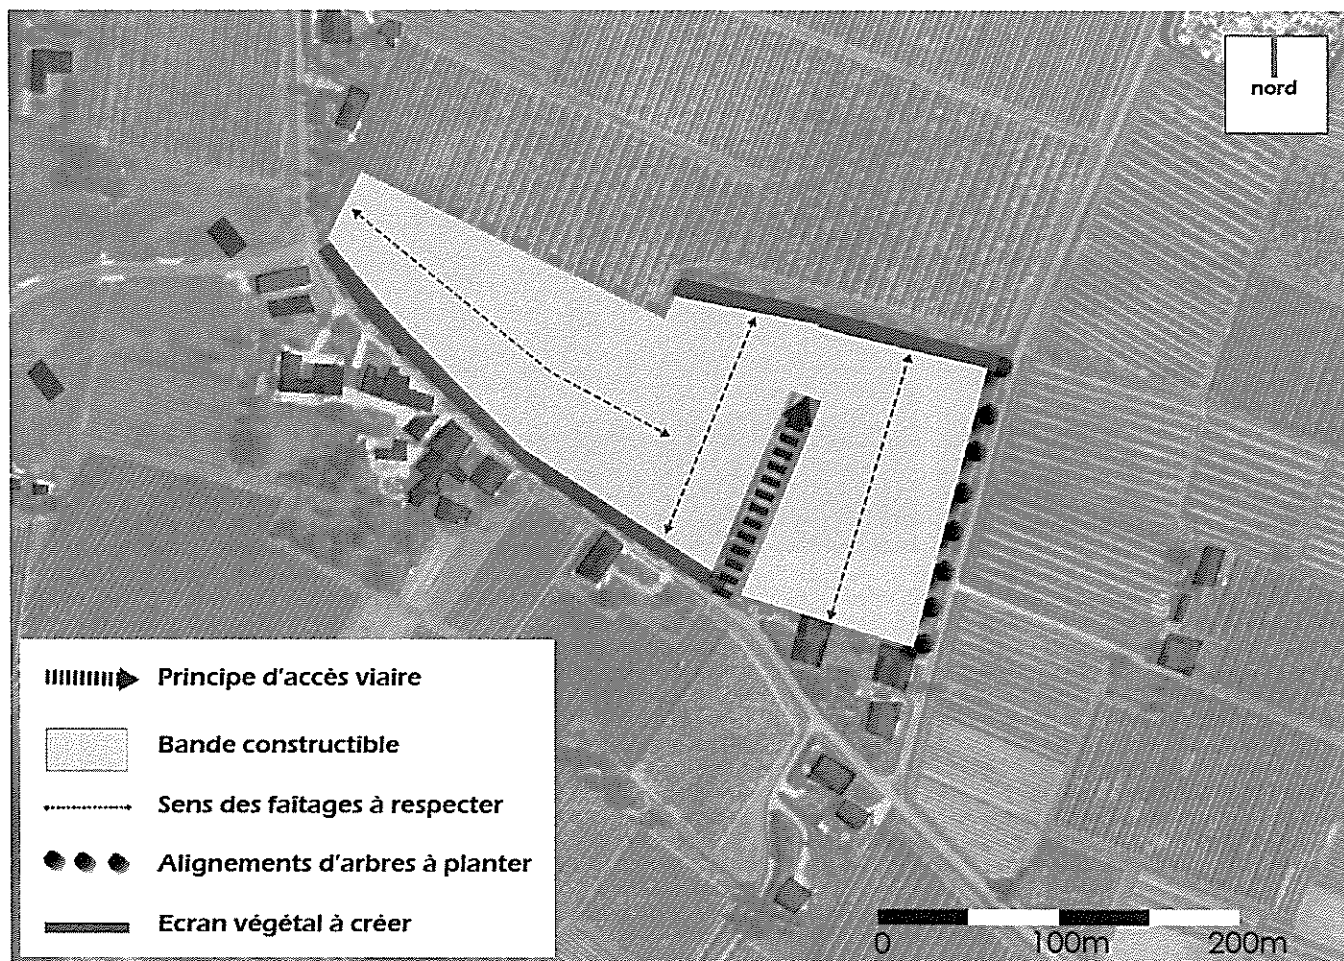 nord
Principe d'accès viaire
Bande constructible
Sens des faîtages à respecter
Alignements d'arbres à planter
Ecran végétal à créer
0 100m 200m